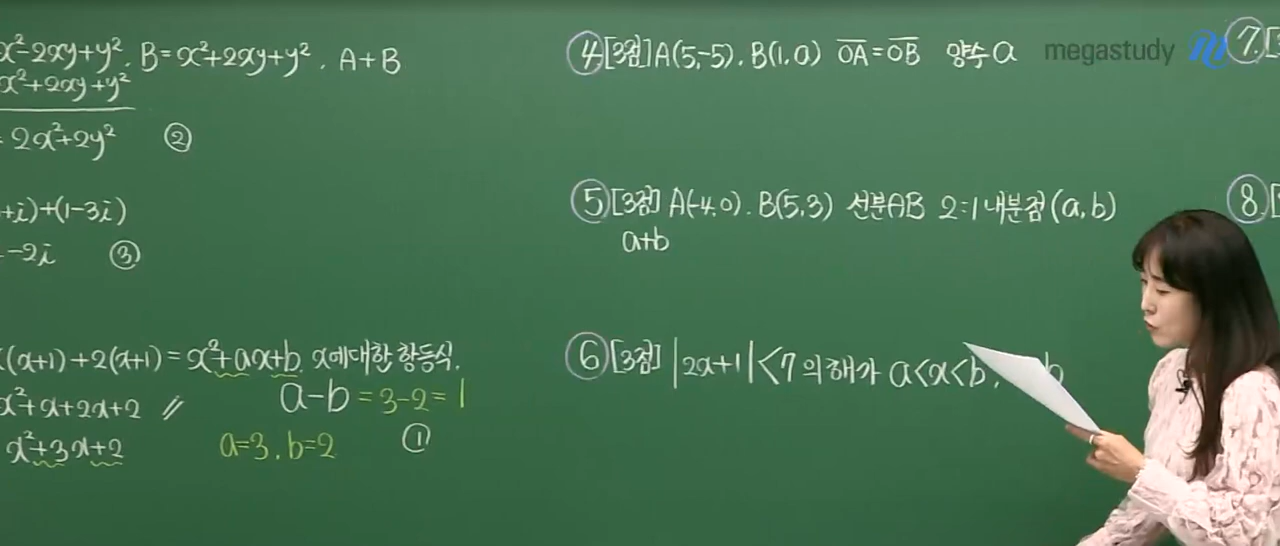 x²-2xy+y². B=x²+2xy+y². A+B
x²+2xy+y²
= 2x²+2y² ②
+i)+(1-3i)
-2i ③
(x+1)+2(x+1)=x²+ax+b. x에대한 항등식.
x²+x+2x+2 // a-b=3-2=1
x²+3x+2 a=3. b=2 ①
④[3점]A(5,-5). B(1,a) OA=OB 양수 a
megastudy
⑤[3점] A(-4,0). B(5,3) 선분AB 2:1 내분점(a,b)
a+b
⑥[3점] |2x+1|<7 의해가 a<x<b. b
⑦[
⑧[